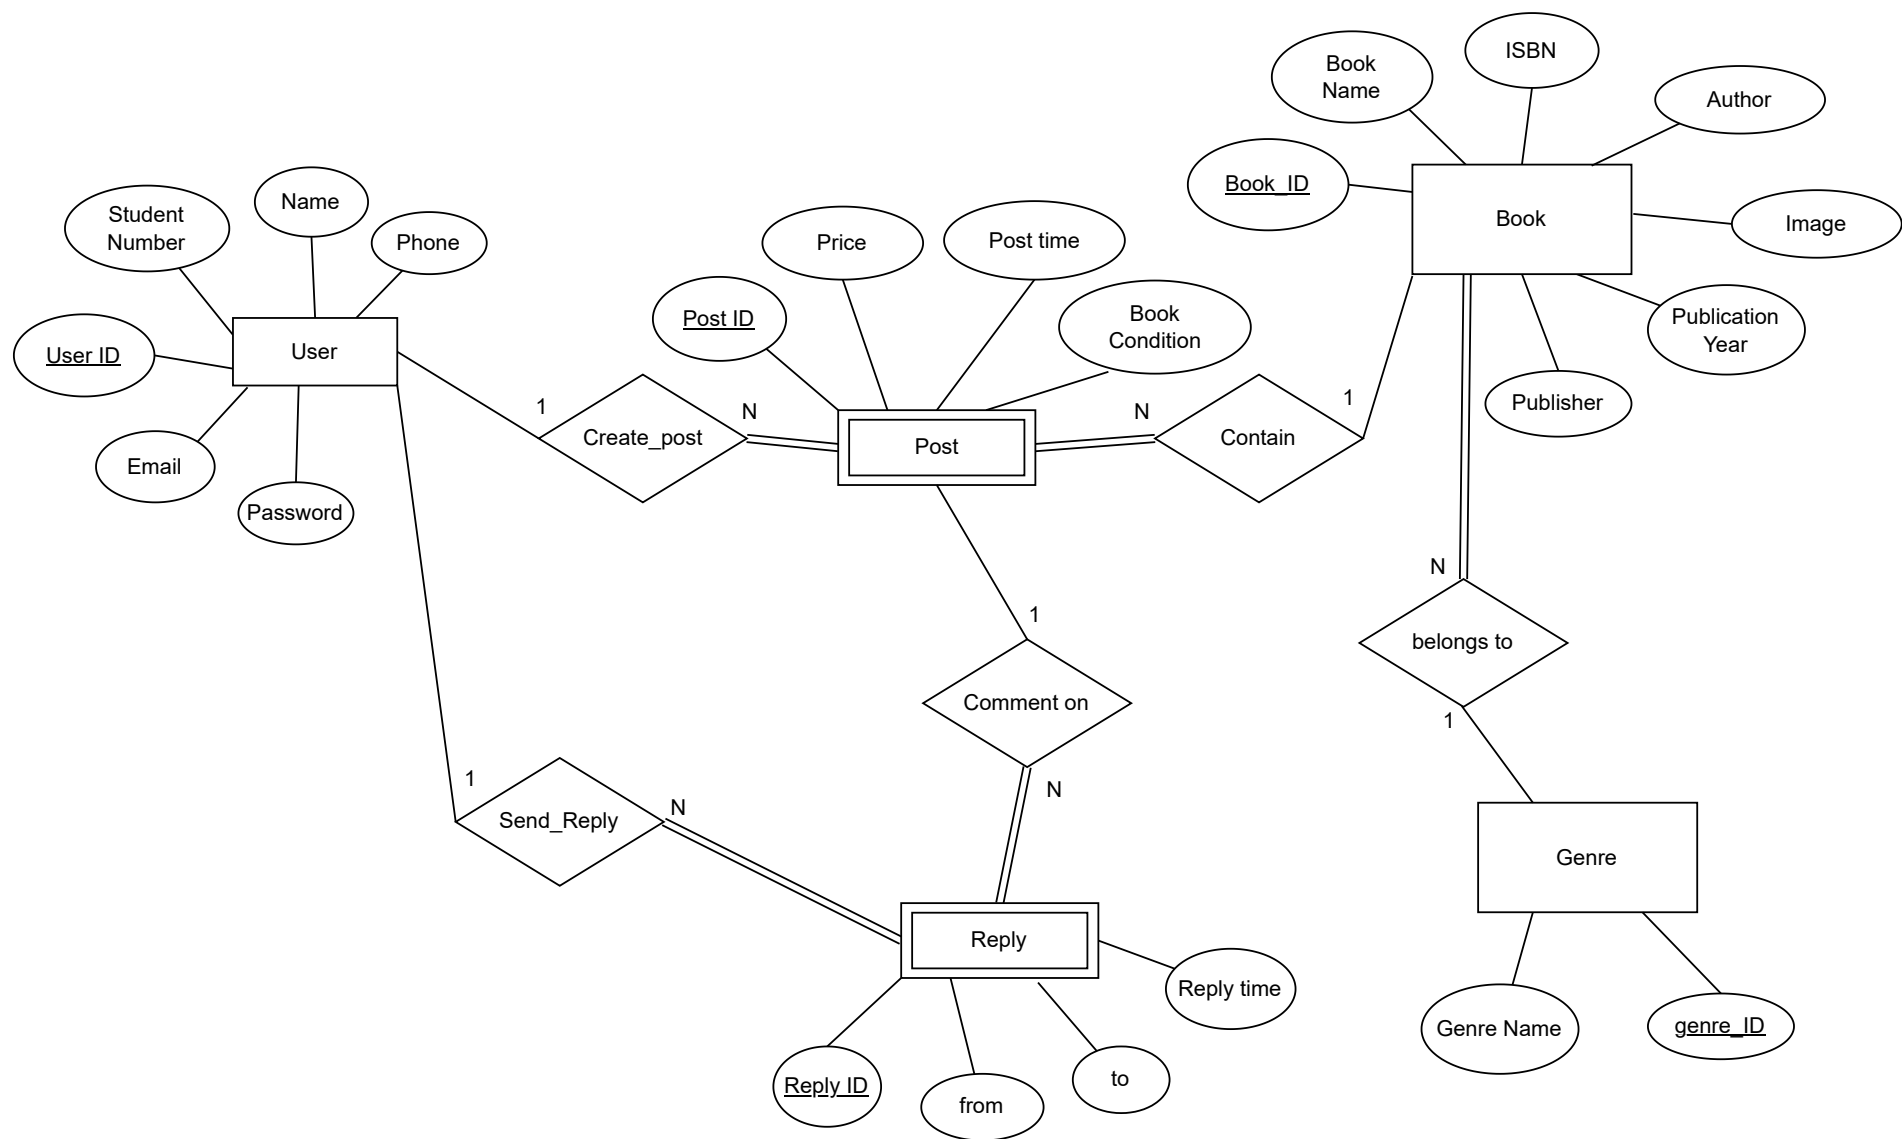 ISBN
Book
Name
Author
Book_ID
Book
Image
Student
Number
Name
Phone
Price
Post time
Post ID
Book
Condition
Publication
Year
User ID
User
Publisher
1
N
N
1
Create_post
Post
Contain
Email
Password
N
1
belongs to
Comment on
1
1
N
N
Send_Reply
Genre
Reply
Reply time
Genre Name
genre_ID
Reply ID
from
to